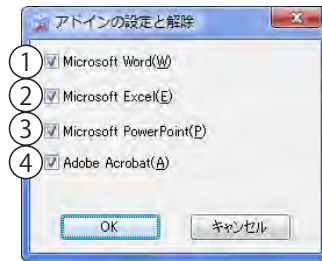 アドインの設定と解除
① Microsoft Word(W)
② Microsoft Excel(E)
③ Microsoft PowerPoint(P)
④ Adobe Acrobat(A)
OK キャンセル